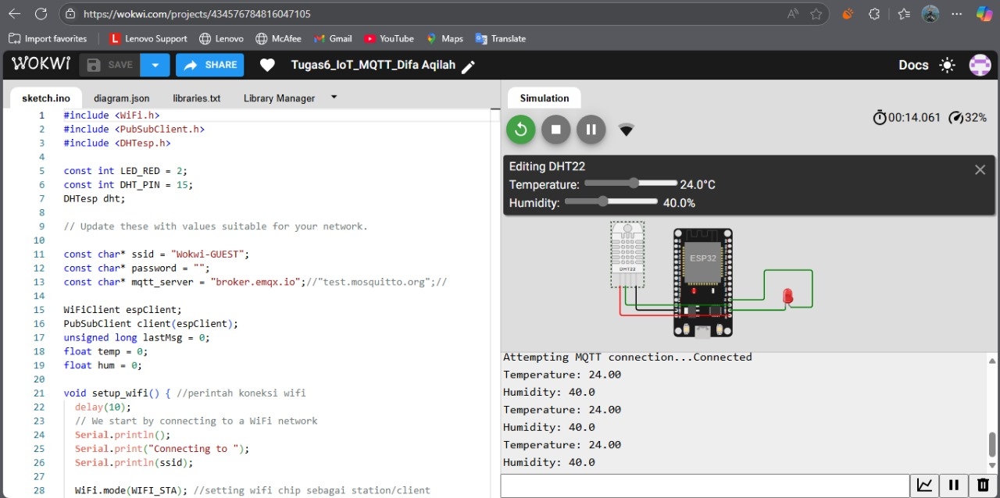 https://wokwi.com/projects/434576784816047105
Import favorites
L Lenovo Support
Lenovo
McAfee
Gmail
YouTube
Maps
Translate
WOKWI
SAVE
SHARE
Tugas6_IoT_MQTT_Difa Aqilah
Docs
sketch.ino
diagram.json
libraries.txt
Library Manager
1 #include <WiFi.h>
2 #include <PubSubClient.h>
3 #include <DHTesp.h>
4
5 const int LED_RED = 2;
6 const int DHT_PIN = 15;
7 DHTesp dht;
8
9 // Update these with values suitable for your network.
10
11 const char* ssid = "Wokwi-GUEST";
12 const char* password = "";
13 const char* mqtt_server = "broker.emqx.io";//"test.mosquitto.org";//
14
15 WiFiClient espClient;
16 PubSubClient client(espClient);
17 unsigned long lastMsg = 0;
18 float temp = 0;
19 float hum = 0;
20
21 void setup_wifi() { //perintah koneksi wifi
22 delay(10);
23 // We start by connecting to a WiFi network
24 Serial.println();
25 Serial.print("Connecting to ");
26 Serial.println(ssid);
27
28 WiFi.mode(WIFI_STA); //setting wifi chip sebagai station/client
Simulation
00:14.061 32%
Editing DHT22
Temperature: 24.0°C
Humidity: 40.0%
DHT22
ESP32
Attempting MQTT connection...Connected
Temperature: 24.00
Humidity: 40.0
Temperature: 24.00
Humidity: 40.0
Temperature: 24.00
Humidity: 40.0